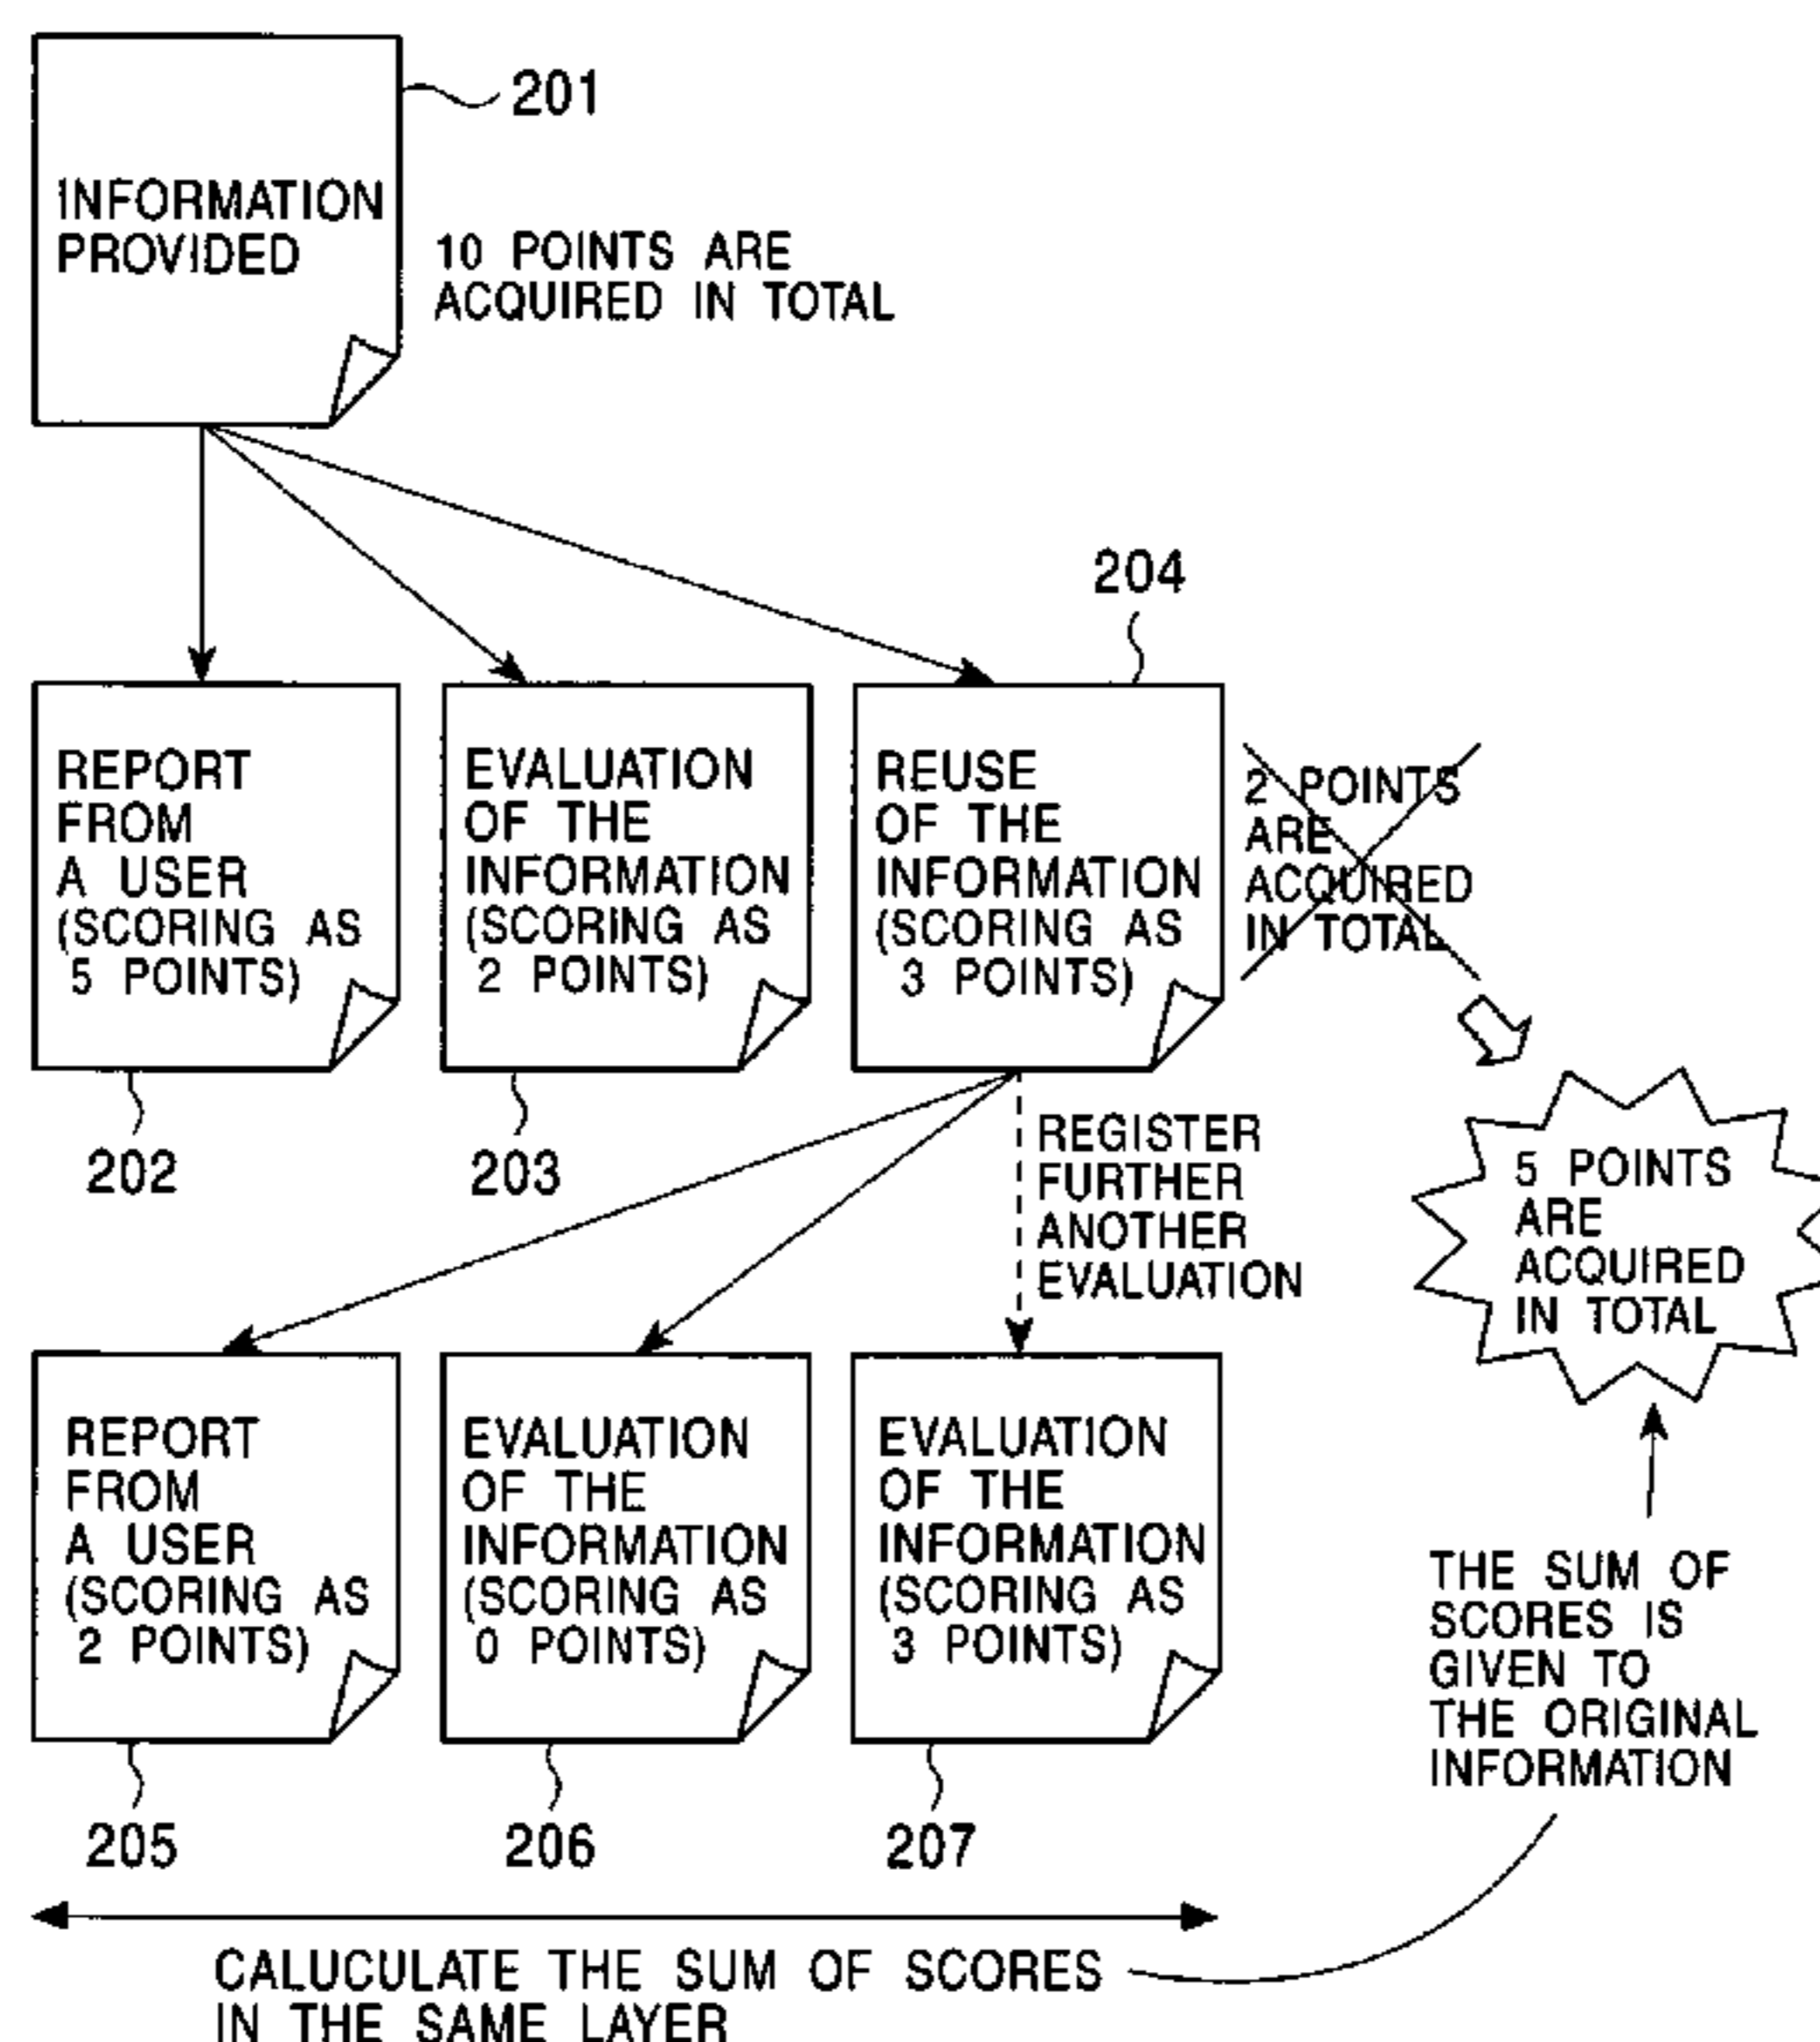 201
INFORMATION
PROVIDED
10 POINTS ARE
ACQUIRED IN TOTAL
204
REPORT
FROM
A USER
(SCORING AS
5 POINTS)
EVALUATION
OF THE
INFORMATION
(SCORING AS
2 POINTS)
REUSE
OF THE
INFORMATION
(SCORING AS
3 POINTS)
2 POINTS
ARE
ACQUIRED
IN TOTAL
202
203
REGISTER
FURTHER
ANOTHER
EVALUATION
5 POINTS
ARE
ACQUIRED
IN TOTAL
REPORT
FROM
A USER
(SCORING AS
2 POINTS)
EVALUATION
OF THE
INFORMATION
(SCORING AS
0 POINTS)
EVALUATION
OF THE
INFORMATION
(SCORING AS
3 POINTS)
THE SUM OF
SCORES IS
GIVEN TO
THE ORIGINAL
INFORMATION
205
206
207
CALUCULATE THE SUM OF SCORES
IN THE SAME LAYER